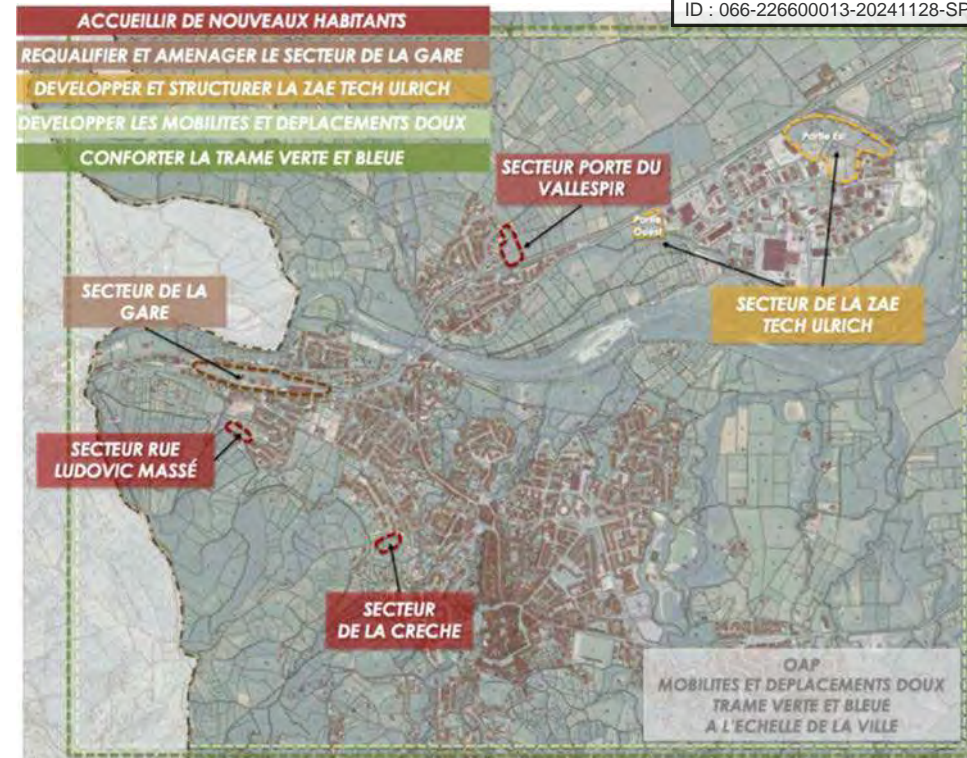 ID : 066-226600013-20241128-SP
ACCUEILLIR DE NOUVEAUX HABITANTS
REQUALIFIER ET AMENAGER LE SECTEUR DE LA GARE
DEVELOPPER ET STRUCTURER LA ZAE TECH ULRICH
DEVELOPPER LES MOBILITES ET DEPLACEMENTS DOUX
CONFORTER LA TRAME VERTE ET BLEUE
Partie Est
SECTEUR PORTE DU
VALLESPIR
Partie
Ouest
SECTEUR DE LA
GARE
SECTEUR DE LA ZAE
TECH ULRICH
SECTEUR RUE
LUDOVIC MASSÉ
SECTEUR
DE LA CRECHE
OAP
MOBILITES ET DEPLACEMENTS DOUX
TRAME VERTE ET BLEUE
A L'ECHELLE DE LA VILLE